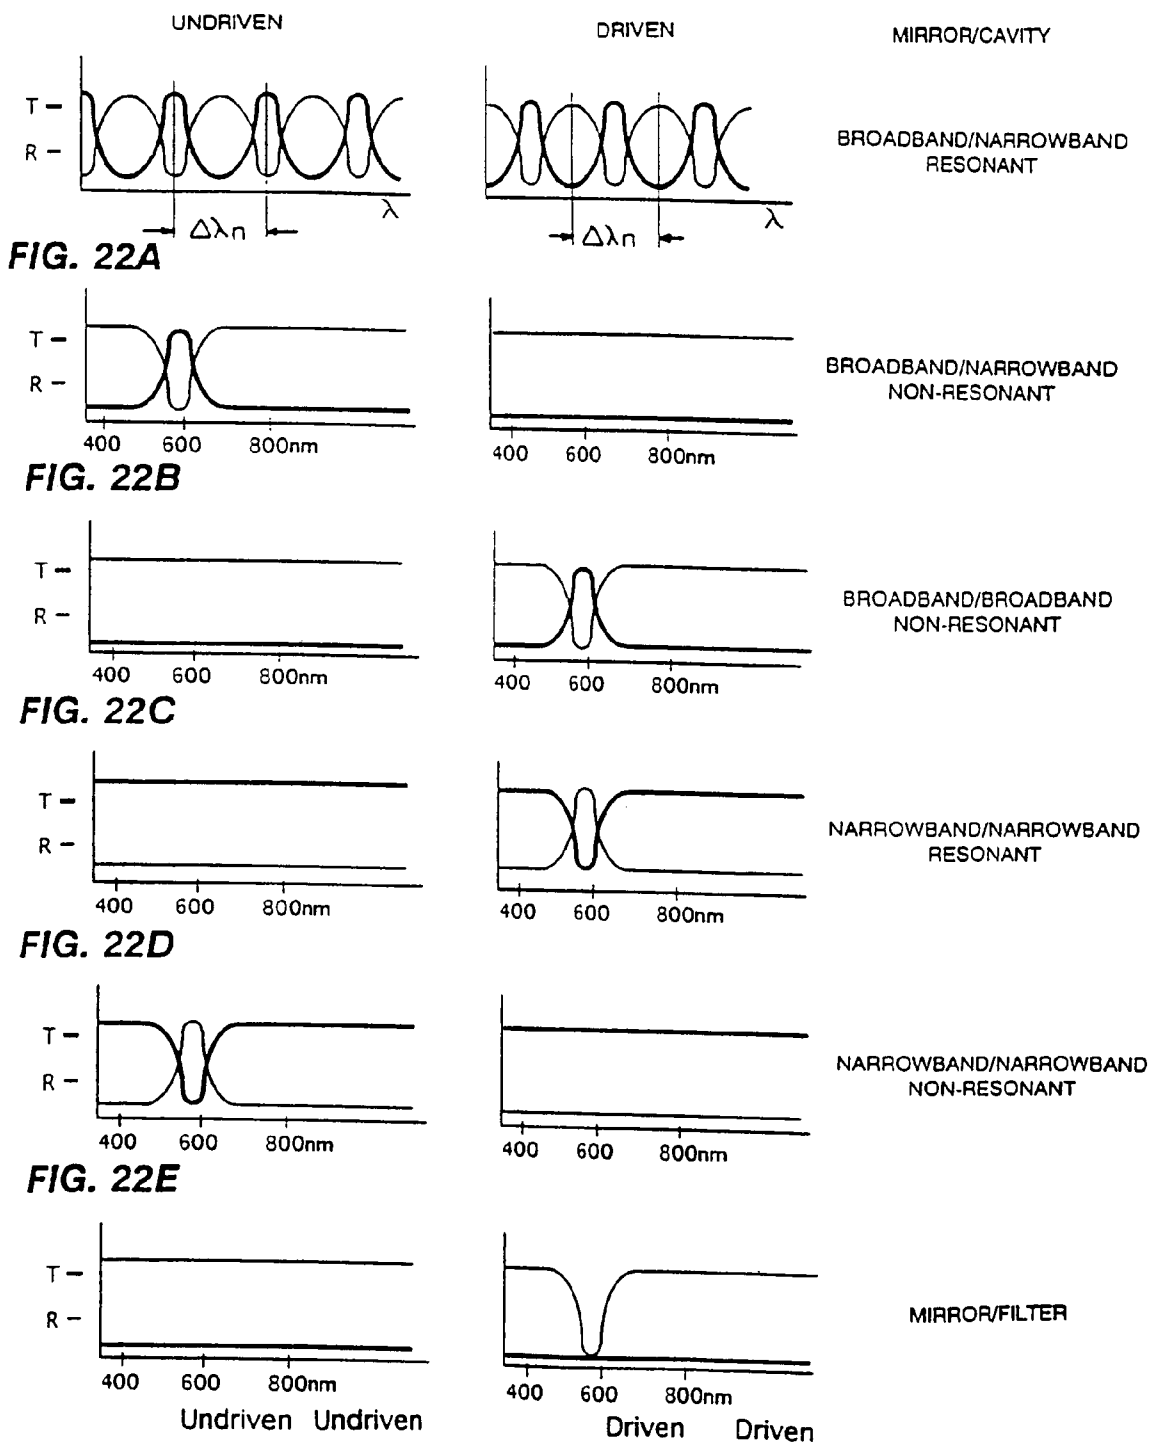 UNDRIVEN DRIVEN MIRROR/CAVITY
T
R
BROADBAND/NARROWBAND
RESONANT
λ λ
Δλn Δλn
FIG. 22A
T
R
BROADBAND/NARROWBAND
NON-RESONANT
400 600 800nm 400 600 800nm
FIG. 22B
T
R
BROADBAND/BROADBAND
NON-RESONANT
400 600 800nm 400 600 800nm
FIG. 22C
T
R
NARROWBAND/NARROWBAND
RESONANT
400 600 800nm 400 600 800nm
FIG. 22D
T
R
NARROWBAND/NARROWBAND
NON-RESONANT
400 600 800nm 400 600 800nm
FIG. 22E
T
R
MIRROR/FILTER
400 600 800nm 400 600 800nm
Undriven Undriven Driven Driven